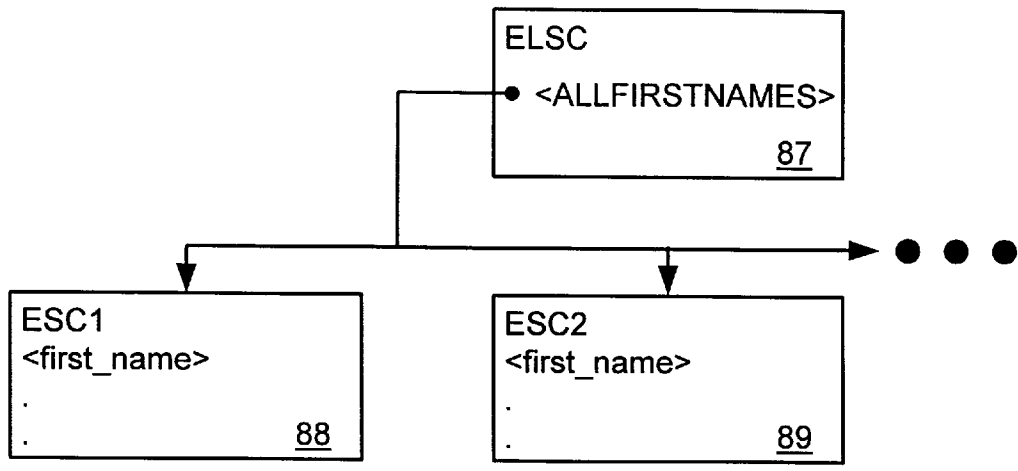 ELSC
<ALLFIRSTNAMES>
87
ESC1
<first_name>
.
.
88
ESC2
<first_name>
.
.
89